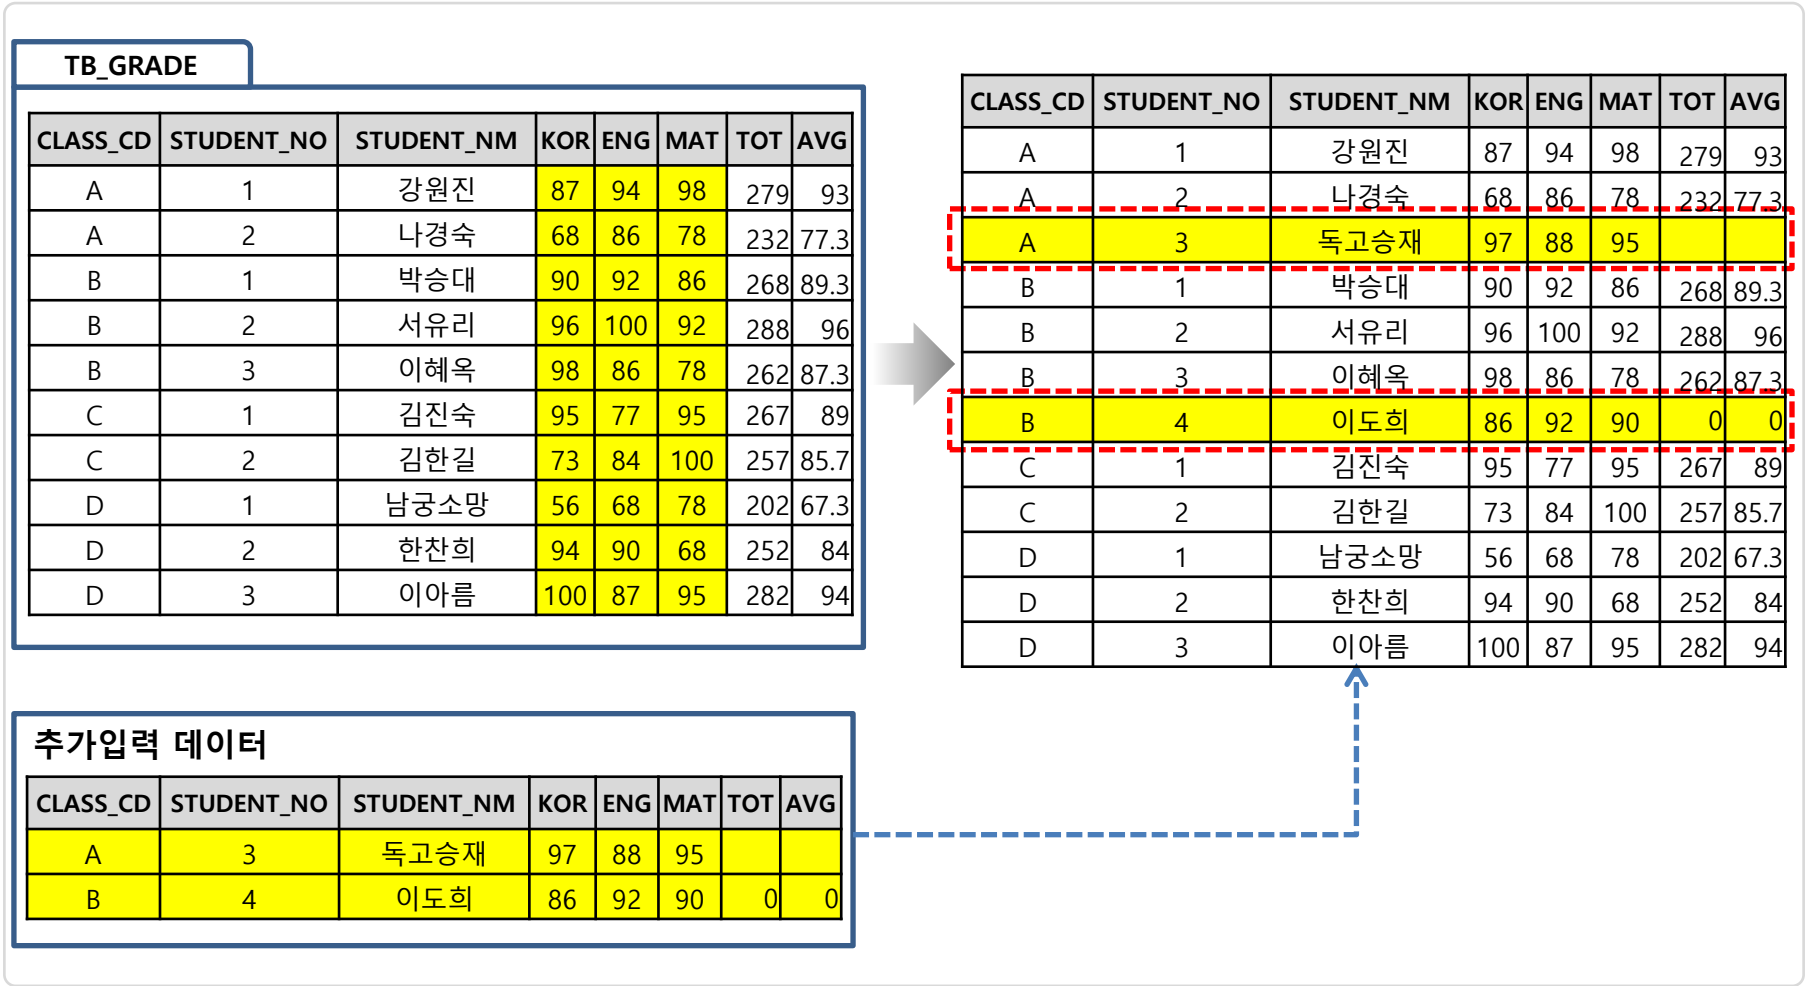 TB_GRADE
CLASS_CD STUDENT_NO STUDENT_NM KOR ENG MAT TOT AVG
A 1 강원진 87 94 98 279 93
A 2 나경숙 68 86 78 232 77.3
B 1 박승대 90 92 86 268 89.3
B 2 서유리 96 100 92 288 96
B 3 이혜옥 98 86 78 262 87.3
C 1 김진숙 95 77 95 267 89
C 2 김한길 73 84 100 257 85.7
D 1 남궁소망 56 68 78 202 67.3
D 2 한찬희 94 90 68 252 84
D 3 이아름 100 87 95 282 94
추가입력 데이터
CLASS_CD STUDENT_NO STUDENT_NM KOR ENG MAT TOT AVG
A 3 독고승재 97 88 95
B 4 이도희 86 92 90 0 0
CLASS_CD STUDENT_NO STUDENT_NM KOR ENG MAT TOT AVG
A 1 강원진 87 94 98 279 93
A 2 나경숙 68 86 78 232 77.3
A 3 독고승재 97 88 95
B 1 박승대 90 92 86 268 89.3
B 2 서유리 96 100 92 288 96
B 3 이혜옥 98 86 78 262 87.3
B 4 이도희 86 92 90 0 0
C 1 김진숙 95 77 95 267 89
C 2 김한길 73 84 100 257 85.7
D 1 남궁소망 56 68 78 202 67.3
D 2 한찬희 94 90 68 252 84
D 3 이아름 100 87 95 282 94